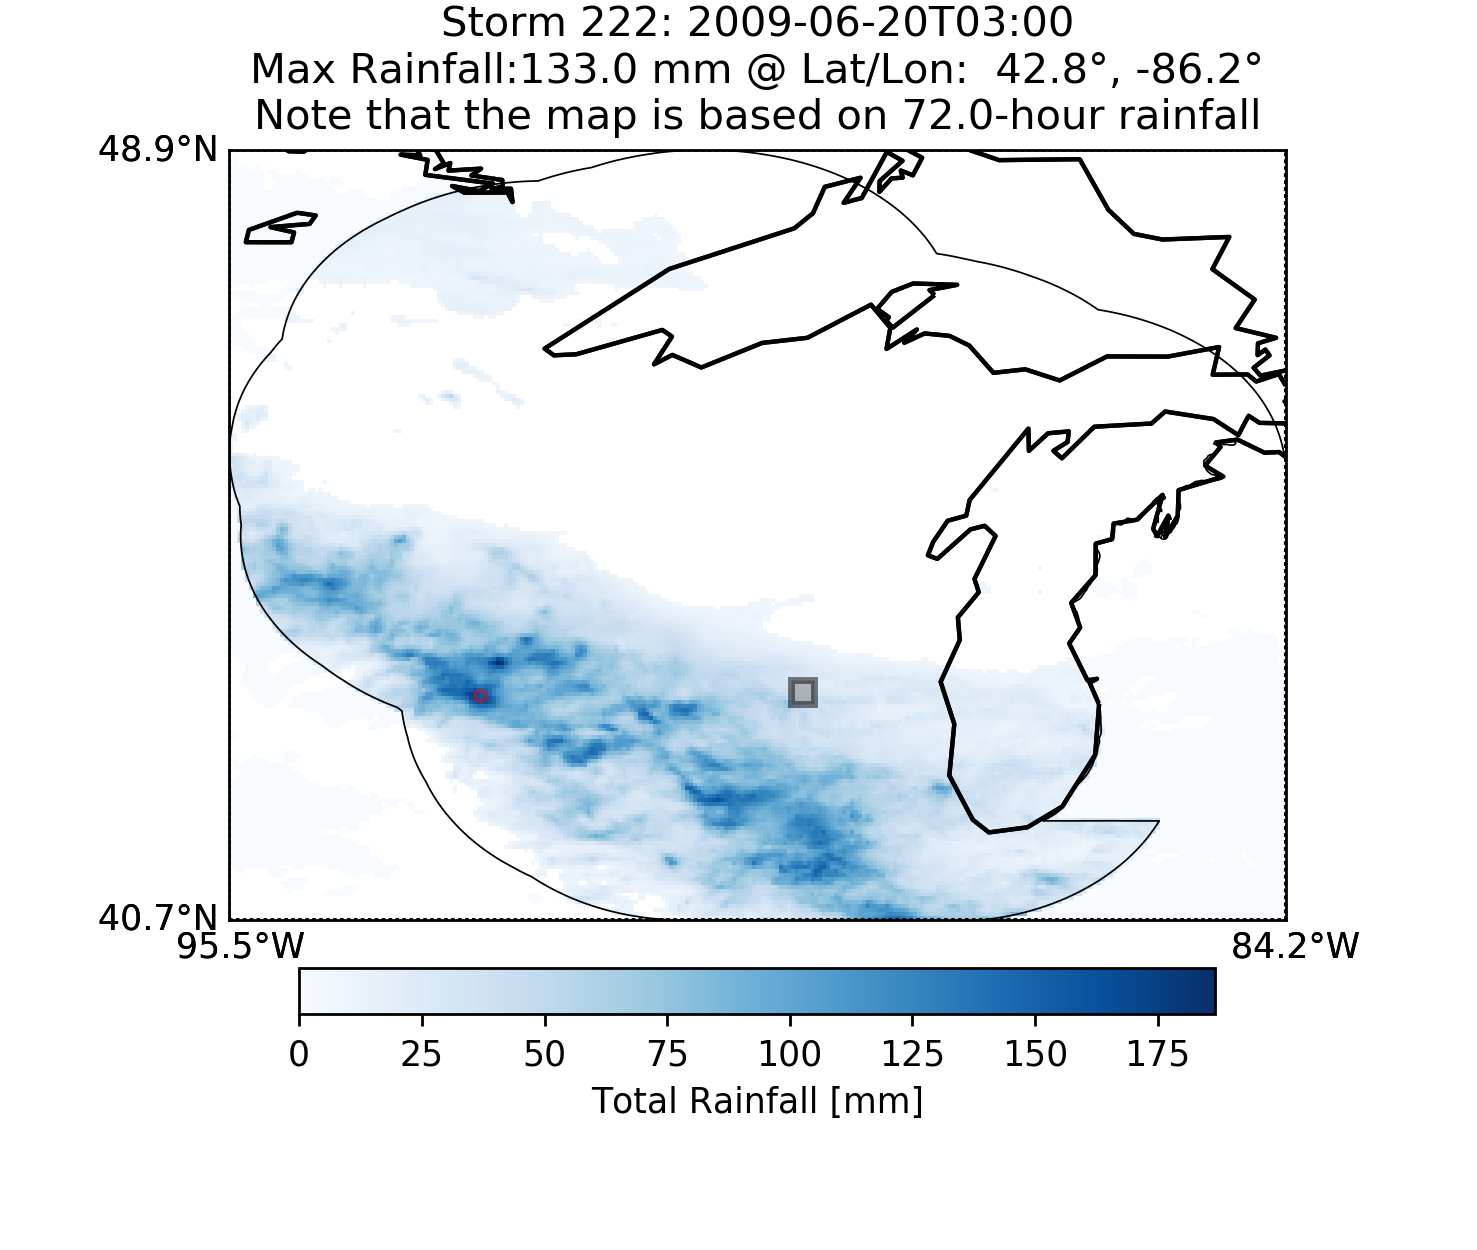 Storm 222: 2009-06-20T03:00
Max Rainfall:133.0 mm @ Lat/Lon:  42.8°, -86.2°
Note that the map is based on 72.0-hour rainfall
48.9°N
40.7°N
95.5°W 84.2°W
0 25 50 75 100 125 150 175
Total Rainfall [mm]